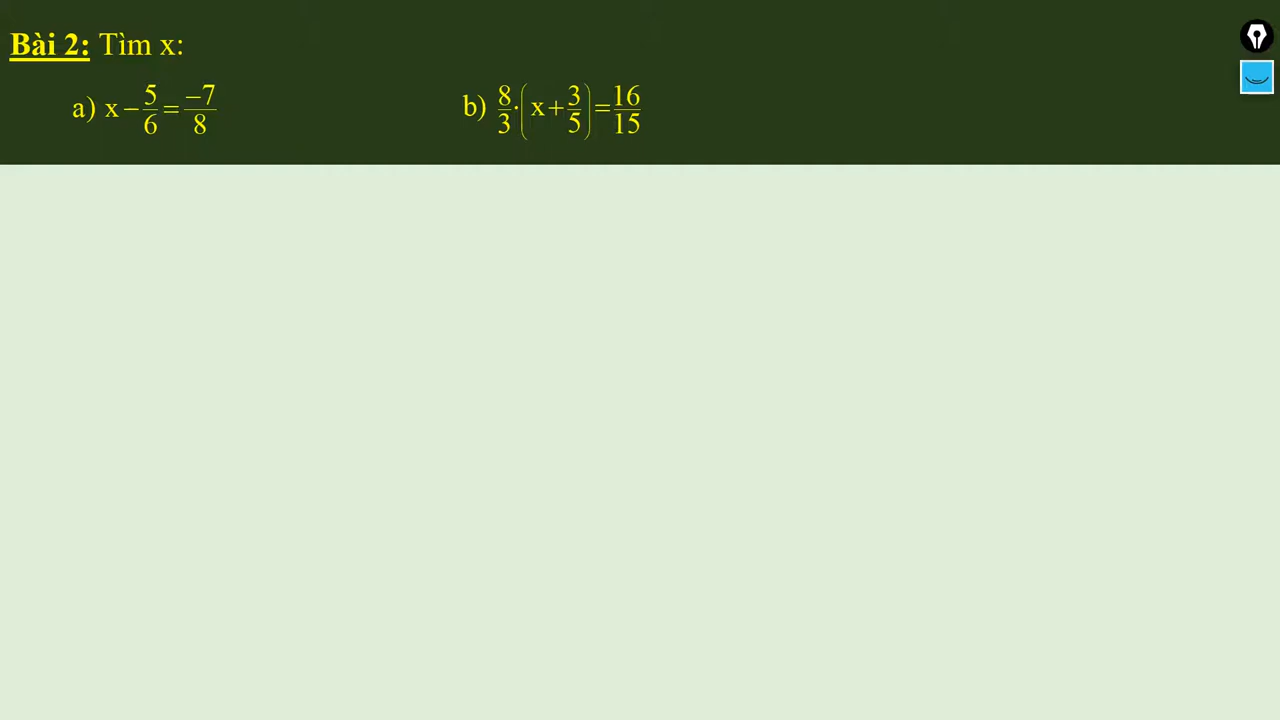 Bài 2: Tìm x:
a) x − 5/6 = −7/8 b) 8/3 · (x + 3/5) = 16/15